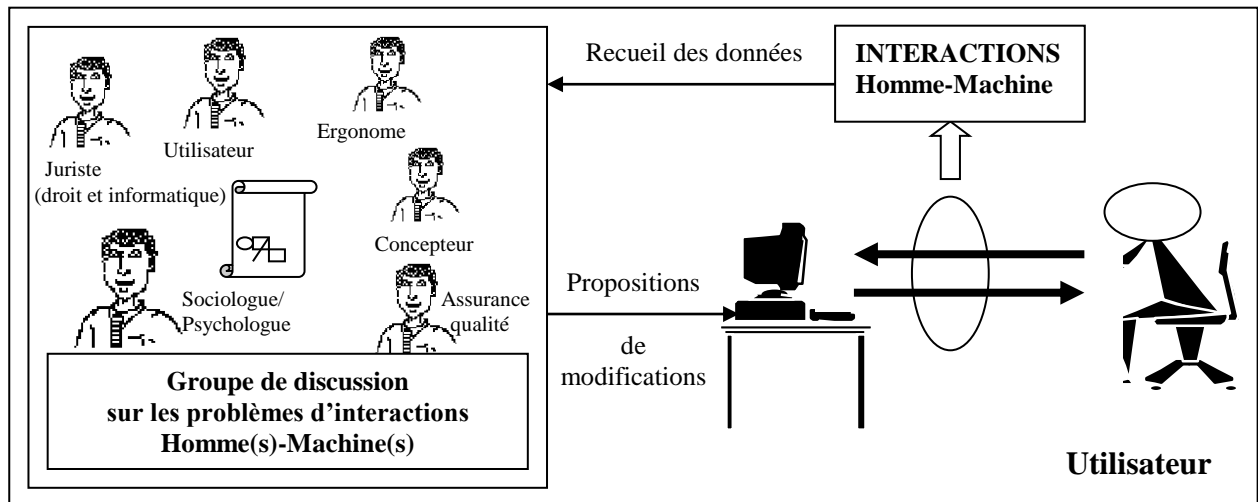 Juriste
(droit et informatique)
Utilisateur
Ergonome
Concepteur
Sociologue/
Psychologue
Assurance
qualité
Groupe de discussion
sur les problèmes d’interactions
Homme(s)-Machine(s)
Recueil des données
INTERACTIONS
Homme-Machine
Propositions
de
modifications
Utilisateur